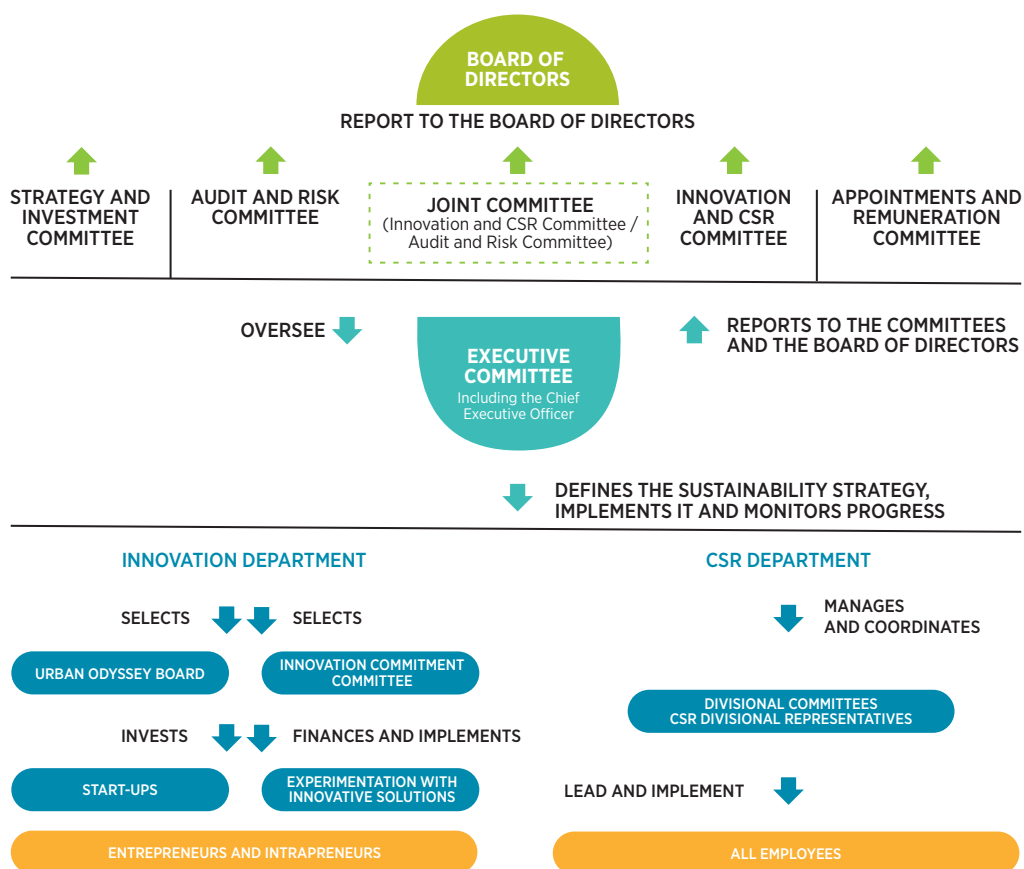 BOARD OF
DIRECTORS
REPORT TO THE BOARD OF DIRECTORS
STRATEGY AND
INVESTMENT
COMMITTEE
AUDIT AND RISK
COMMITTEE
JOINT COMMITTEE
(Innovation and CSR Committee /
Audit and Risk Committee)
INNOVATION
AND CSR
COMMITTEE
APPOINTMENTS AND
REMUNERATION
COMMITTEE
OVERSEE
EXECUTIVE
COMMITTEE
Including the Chief
Executive Officer
REPORTS TO THE COMMITTEES
AND THE BOARD OF DIRECTORS
DEFINES THE SUSTAINABILITY STRATEGY,
IMPLEMENTS IT AND MONITORS PROGRESS
INNOVATION DEPARTMENT
SELECTS
SELECTS
URBAN ODYSSEY BOARD
INNOVATION COMMITMENT
COMMITTEE
INVESTS
FINANCES AND IMPLEMENTS
START-UPS
EXPERIMENTATION WITH
INNOVATIVE SOLUTIONS
ENTREPRENEURS AND INTRAPRENEURS
CSR DEPARTMENT
MANAGES
AND COORDINATES
DIVISIONAL COMMITTEES
CSR DIVISIONAL REPRESENTATIVES
LEAD AND IMPLEMENT
ALL EMPLOYEES